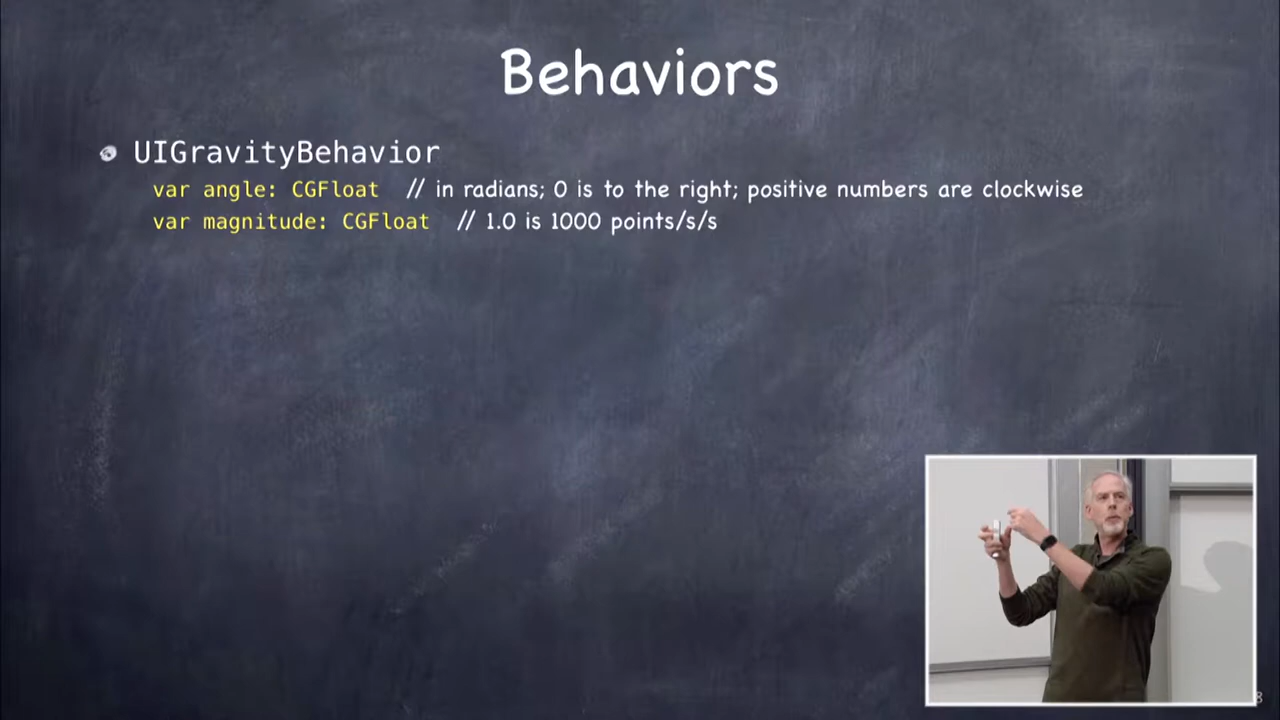 Behaviors
UIGravityBehavior
var angle: CGFloat // in radians; 0 is to the right; positive numbers are clockwise
var magnitude: CGFloat // 1.0 is 1000 points/s/s
8